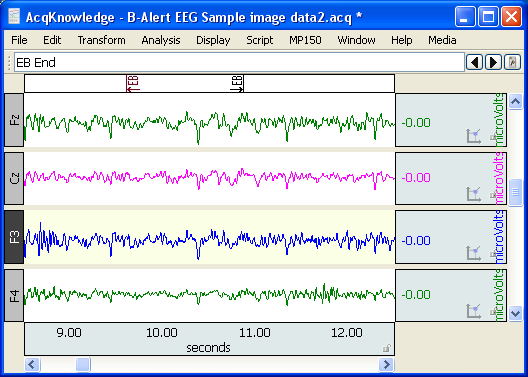 AcqKnowledge - B-Alert EEG Sample image data2.acq *
File Edit Transform Analysis Display Script MP150 Window Help Media
EB End
EB EB
Fz -0.00 microVolts
Cz -0.00 microVolts
F3 -0.00 microVolts
F4 -0.00 microVolts
9.00 10.00 11.00 12.00
seconds